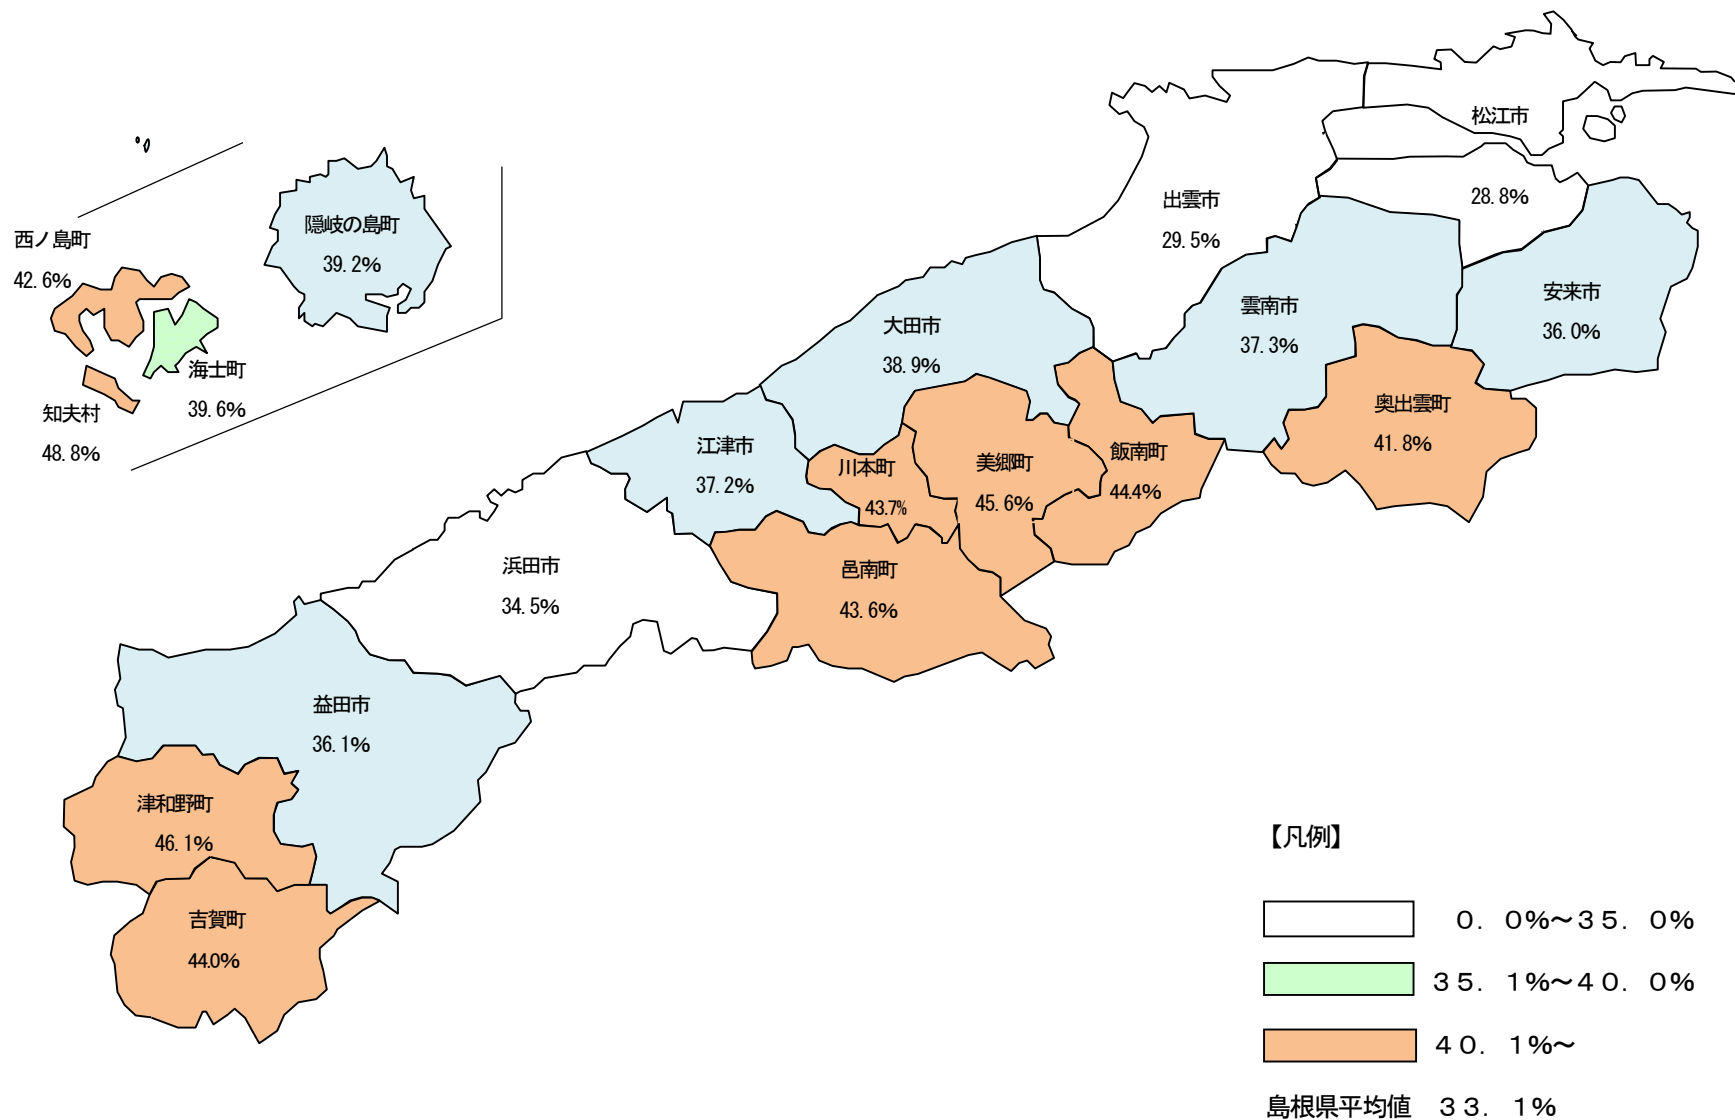 松江市
28.8%
出雲市
29.5%
隠岐の島町
39.2%
西ノ島町
42.6%
海士町
39.6%
知夫村
48.8%
安来市
36.0%
雲南市
37.3%
大田市
38.9%
奥出雲町
41.8%
飯南町
44.4%
美郷町
45.6%
川本町
43.7%
江津市
37.2%
邑南町
43.6%
浜田市
34.5%
益田市
36.1%
津和野町
46.1%
吉賀町
44.0%
【凡例】
0.0%~35.0%
35.1%~40.0%
40.1%~
島根県平均値 33.1%